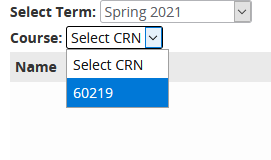 Select Term: Spring 2021
Course: Select CRN
Select CRN
Name
60219